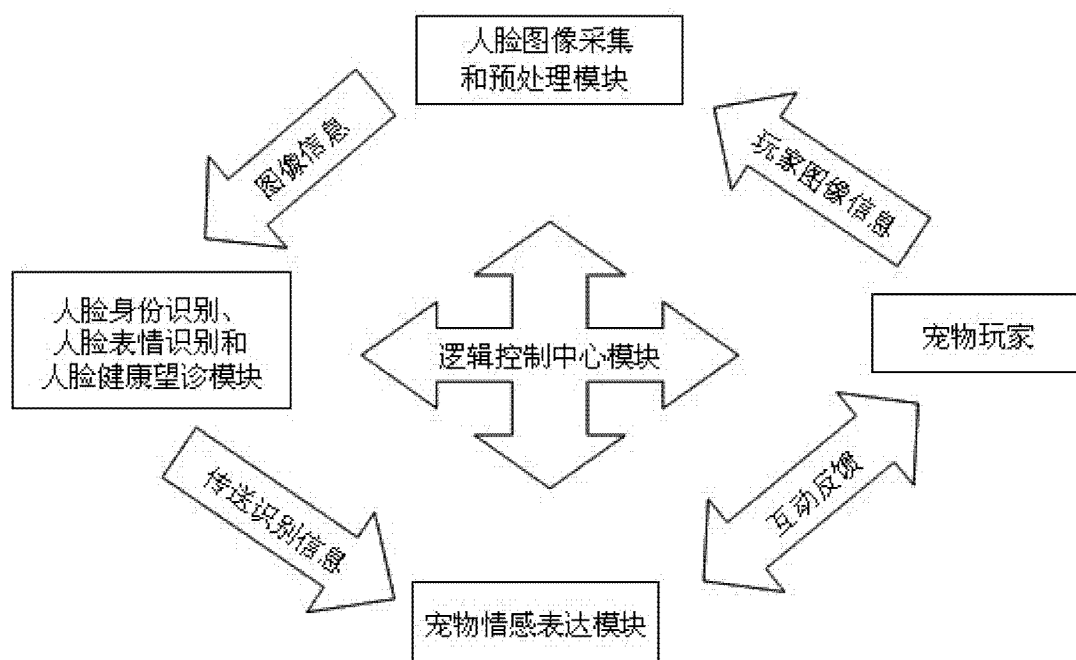 人脸图像采集
和预处理模块
图像信息
玩家图像信息
人脸身份识别、
人脸表情识别和
人脸健康望诊模块
逻辑控制中心模块
宠物玩家
传送识别信息
互动反馈
宠物情感表达模块